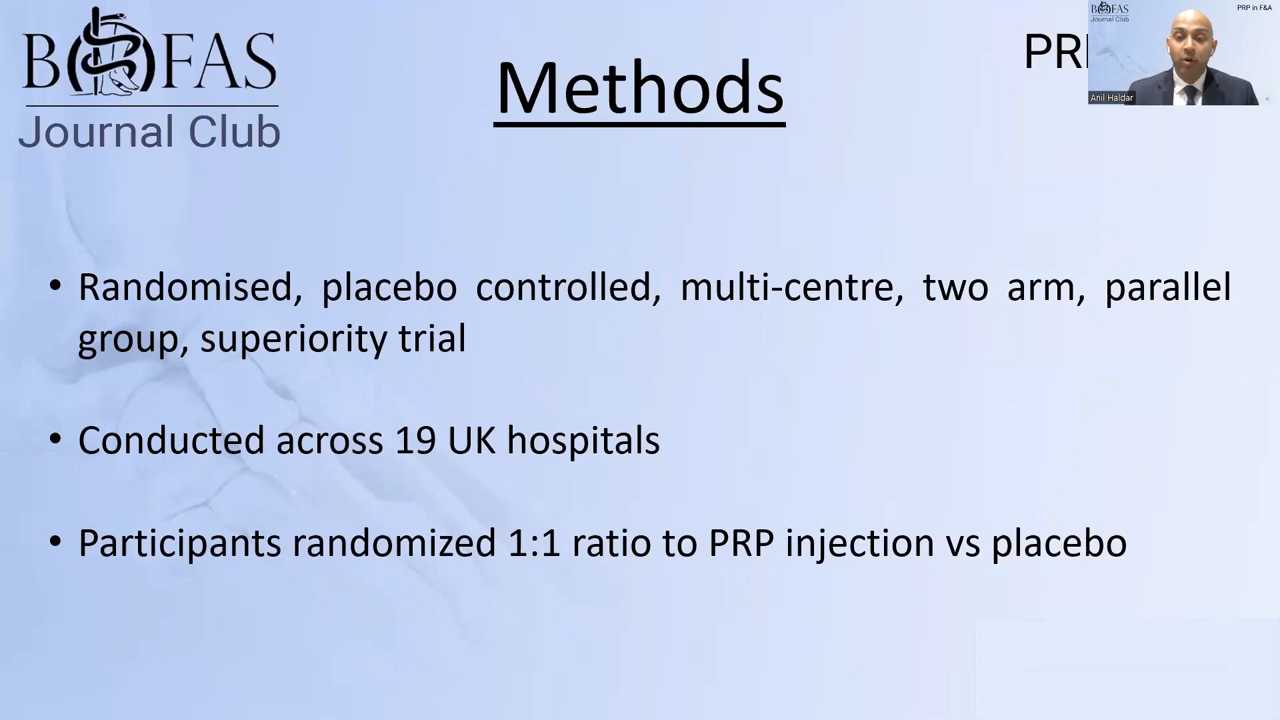 BOFAS
Journal Club
Methods
PRP in F&A
BOFAS
Journal Club
Anil Haldar
• Randomised, placebo controlled, multi-centre, two arm, parallel
group, superiority trial
• Conducted across 19 UK hospitals
• Participants randomized 1:1 ratio to PRP injection vs placebo